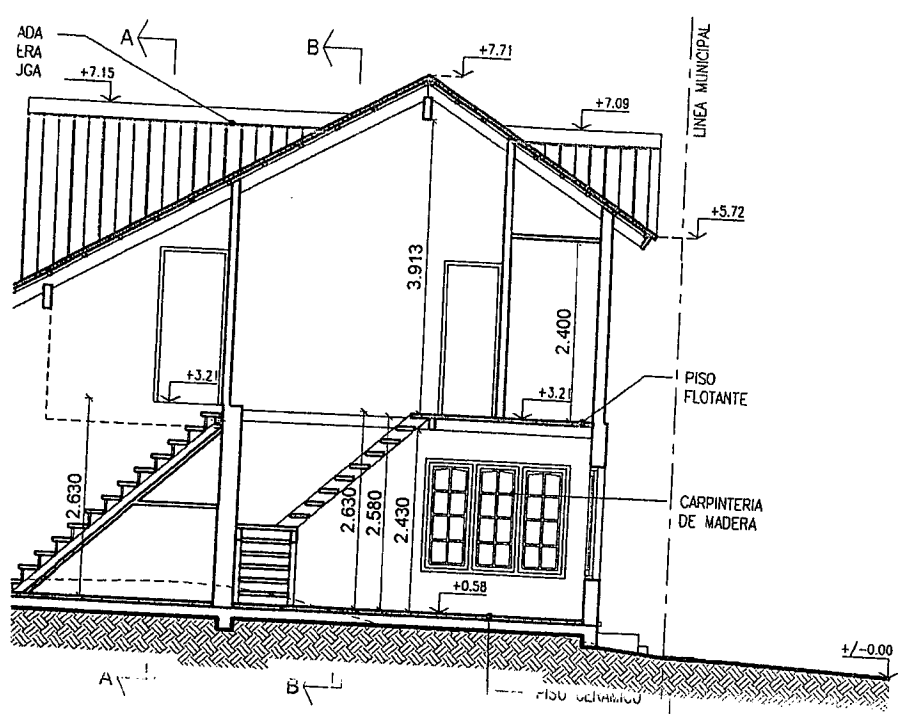 ADA
ERA
JGA
A
B
+7.71
+7.15
+7.09
LINEA MUNICIPAL
+5.72
3.913
2.400
+3.21
+3.21
PISO
FLOTANTE
2.630
2.630
2.580
2.430
CARPINTERIA
DE MADERA
+0.58
+/-0.00
A
B
PISO CERAMICO